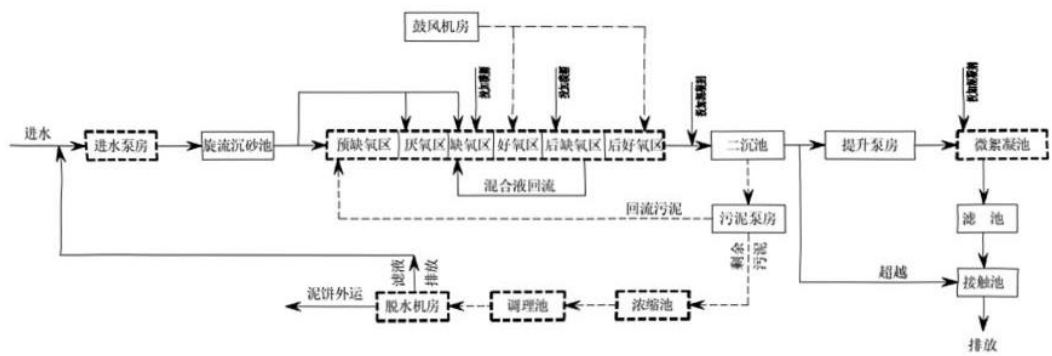 鼓风机房
进水
进水泵房
旋流沉砂池
预缺氧区
厌氧区
缺氧区
好氧区
后缺氧区
后好氧区
二沉池
提升泵房
微絮凝池
混合液回流
回流污泥
污泥泵房
滤 池
剩余
污泥
超越
接触池
滤液
排放
泥饼外运
脱水机房
调理池
浓缩池
排放